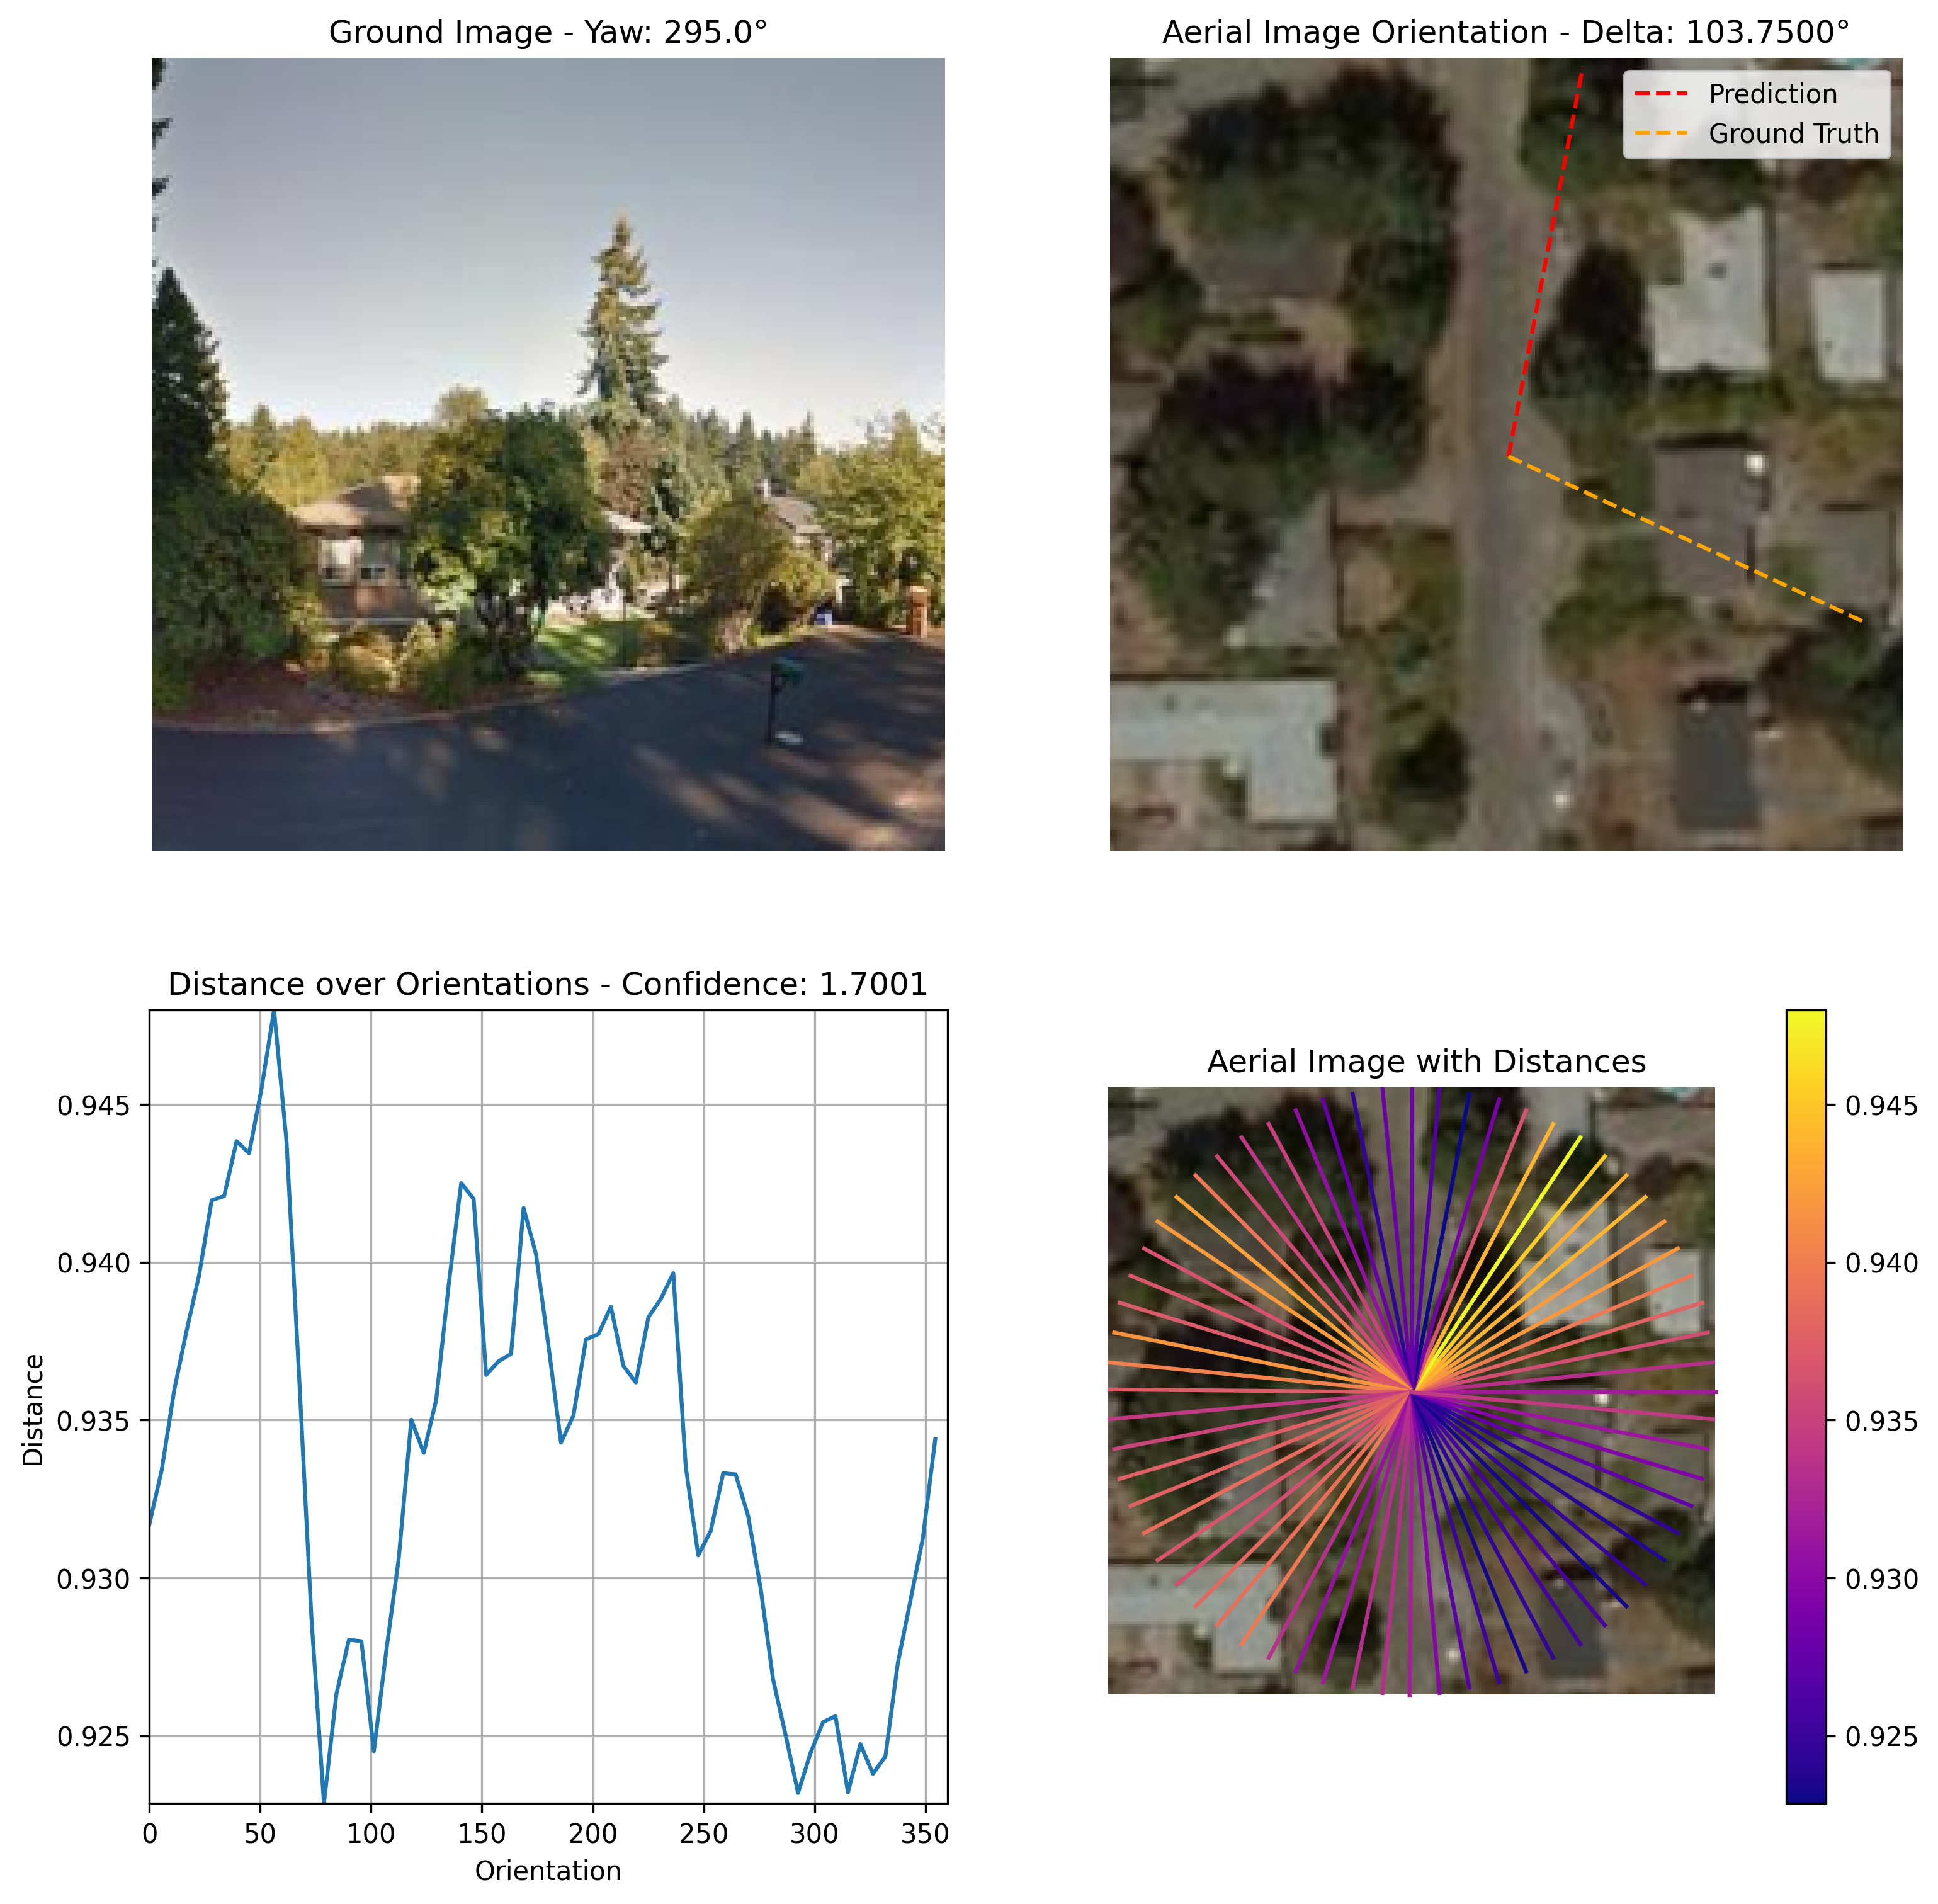 Ground Image - Yaw: 295.0°
Aerial Image Orientation - Delta: 103.7500°
Prediction
Ground Truth
Distance over Orientations - Confidence: 1.7001
0.945
0.940
0.935
0.930
0.925
Distance
0
50
100
150
200
250
300
350
Orientation
Aerial Image with Distances
0.945
0.940
0.935
0.930
0.925